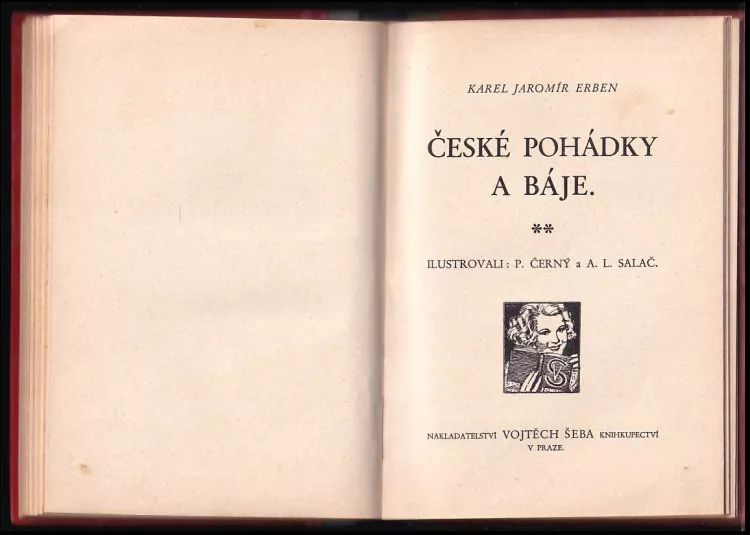 KAREL JAROMÍR ERBEN
ČESKÉ POHÁDKY
A BÁJE.
**
ILUSTROVALI: P. ČERNÝ a A. L. SALAČ.
NAKLADATELSTVÍ VOJTĚCH ŠEBA KNIHKUPECTVÍ
V PRAZE.